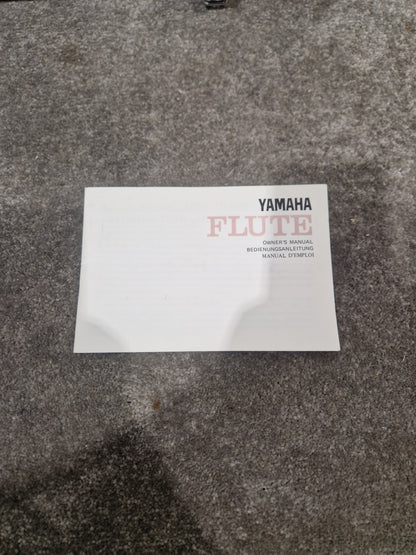 YAMAHA
FLUTE
OWNER'S MANUAL
BEDIENUNGSANLEITUNG
MANUAL D'EMPLOI